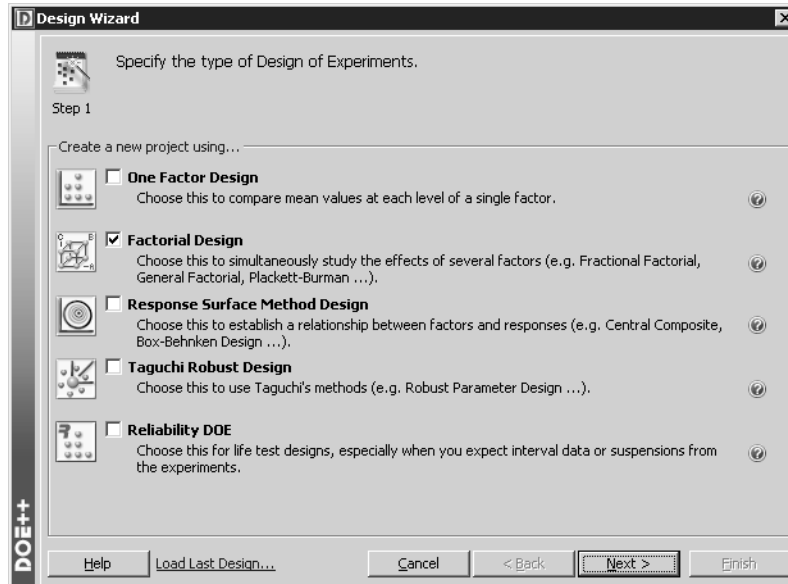 Design Wizard
Specify the type of Design of Experiments.
Step 1
Create a new project using...
One Factor Design
Choose this to compare mean values at each level of a single factor.
Factorial Design
Choose this to simultaneously study the effects of several factors (e.g. Fractional Factorial,
General Factorial, Plackett-Burman ...).
Response Surface Method Design
Choose this to establish a relationship between factors and responses (e.g. Central Composite,
Box-Behnken Design ...).
Taguchi Robust Design
Choose this to use Taguchi's methods (e.g. Robust Parameter Design ...).
Reliability DOE
Choose this for life test designs, especially when you expect interval data or suspensions from
the experiments.
DOE++
Help
Load Last Design...
Cancel
< Back
Next >
Finish